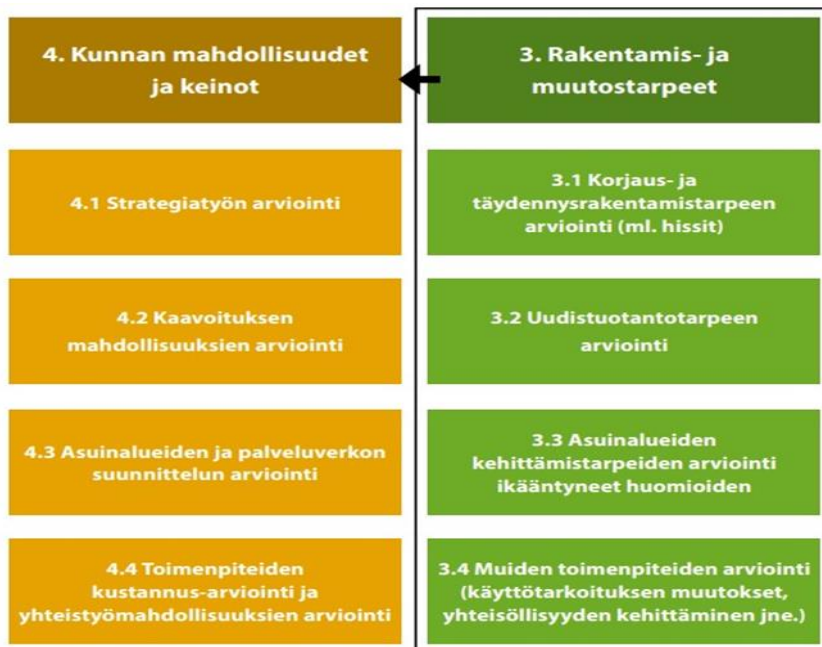 4. Kunnan mahdollisuudet
ja keinot
4.1 Strategiatyön arviointi
4.2 Kaavoituksen
mahdollisuuksien arviointi
4.3 Asuinalueiden ja palveluverkon
suunnittelun arviointi
4.4 Toimenpiteiden
kustannus-arviointi ja
yhteistyömahdollisuuksien arviointi
3. Rakentamis- ja
muutostarpeet
3.1 Korjaus- ja
täydennysrakentamistarpeen
arviointi (ml. hissit)
3.2 Uudistuotantotarpeen
arviointi
3.3 Asuinalueiden
kehittämistarpeiden arviointi
ikääntyneet huomioiden
3.4 Muiden toimenpiteiden arviointi
(käyttötarkoituksen muutokset,
yhteisöllisyyden kehittäminen jne.)